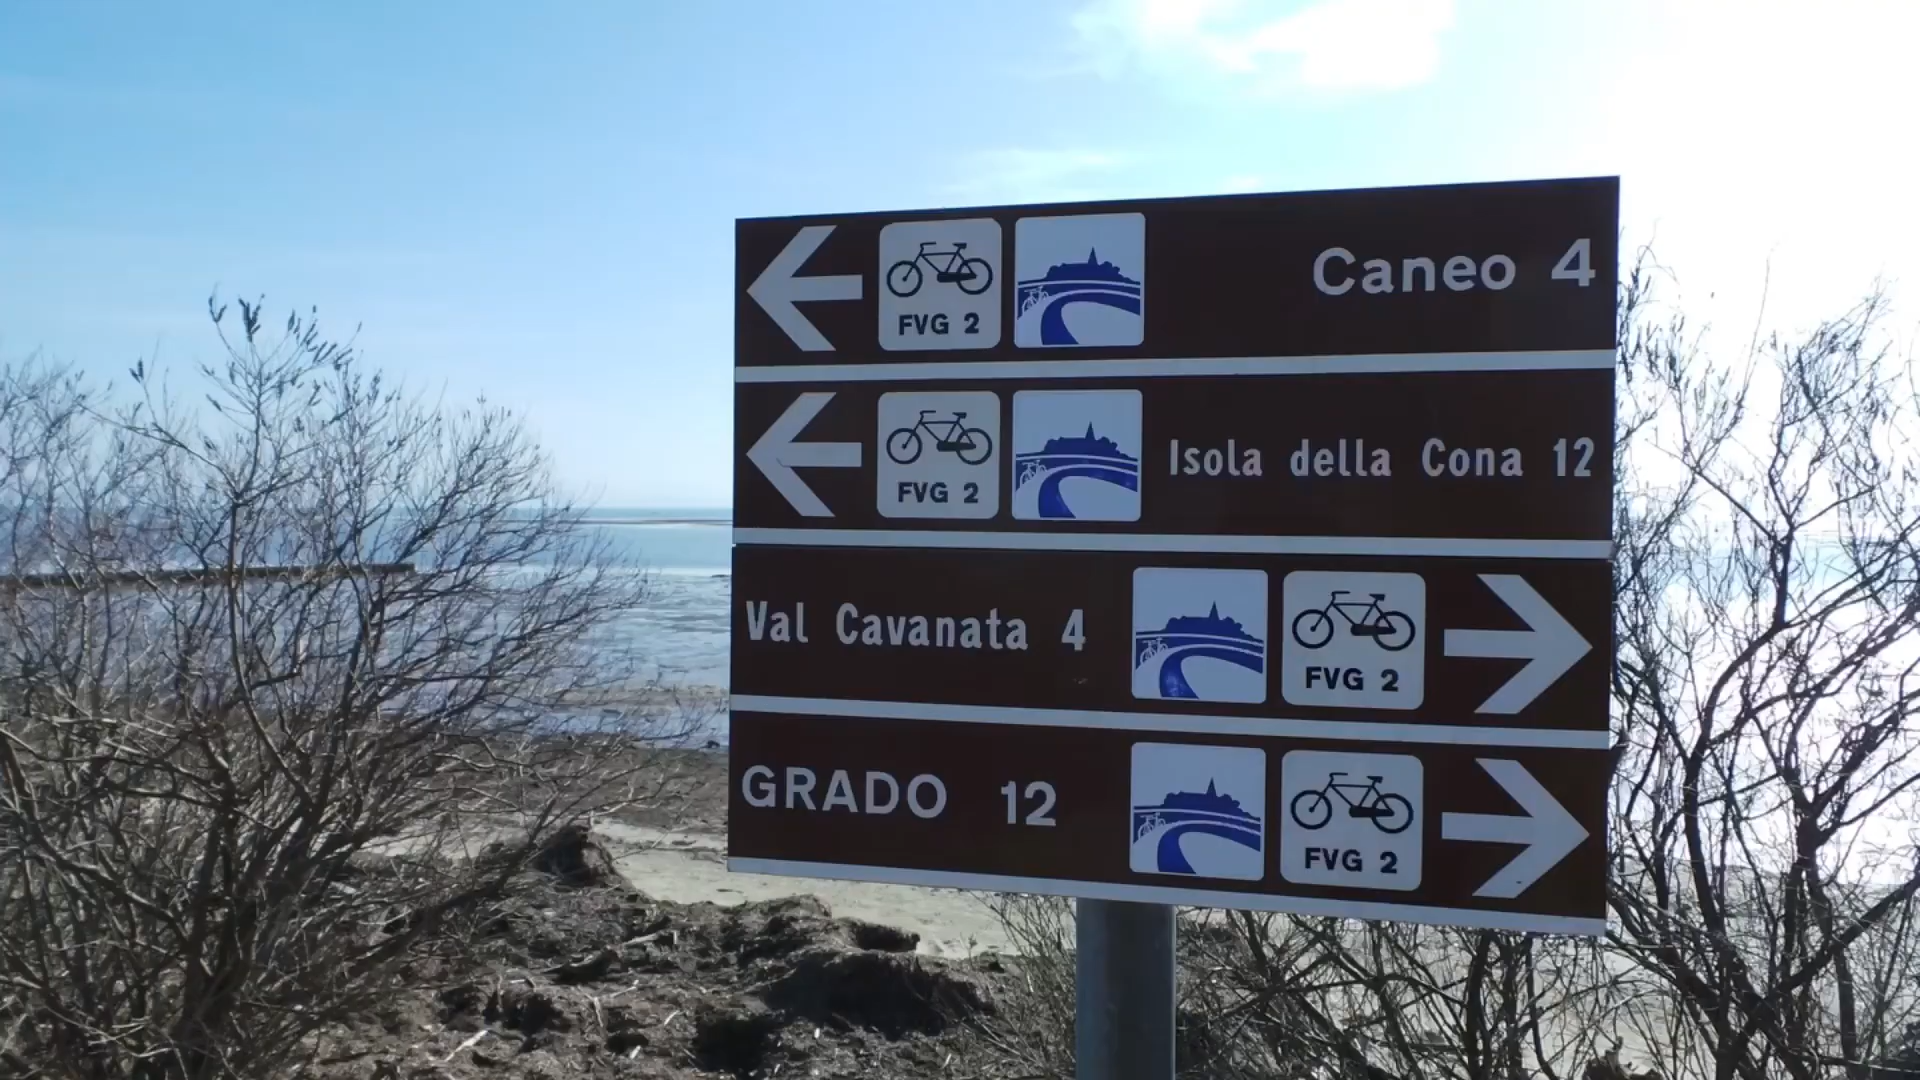 FVG 2 Caneo 4
FVG 2 Isola della Cona 12
Val Cavanata 4 FVG 2
GRADO 12 FVG 2